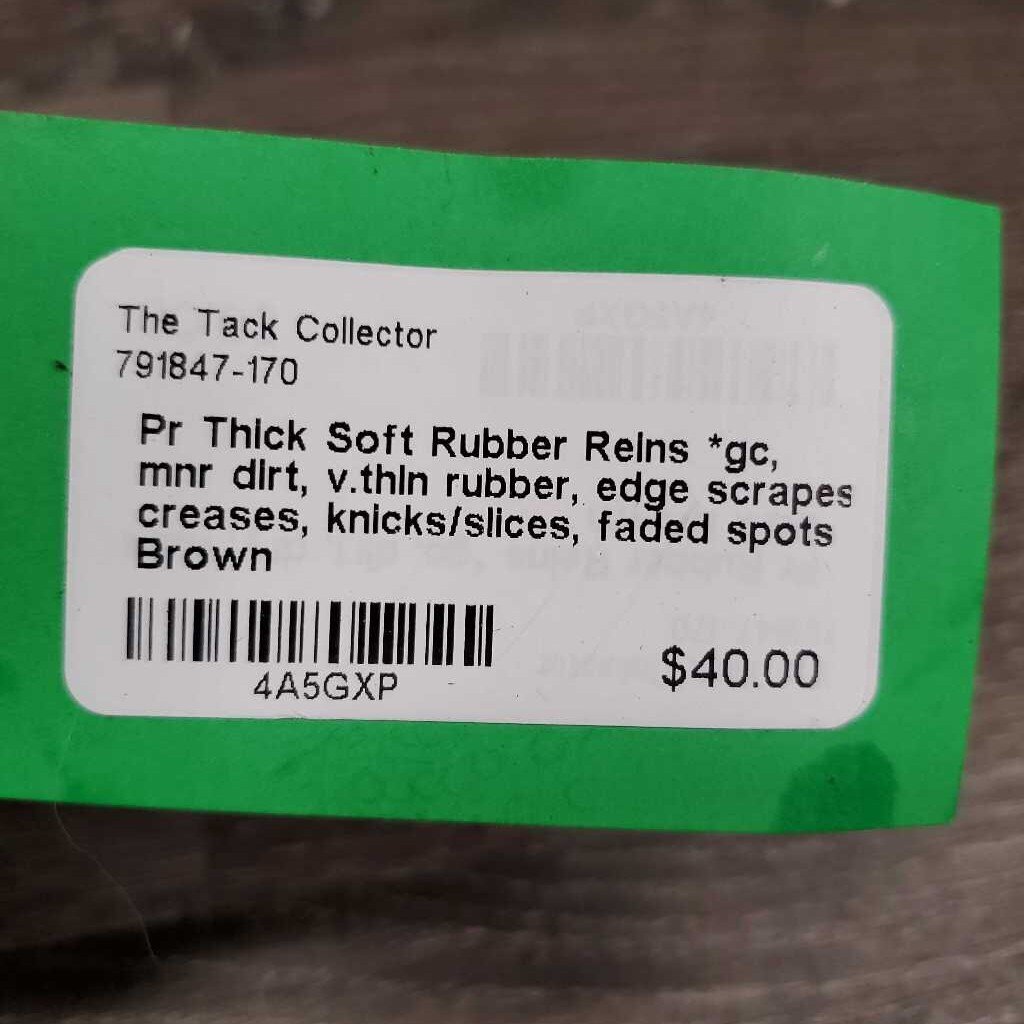 The Tack Collector
791847-170
Pr Thick Soft Rubber Reins *gc,
mnr dirt, v.thin rubber, edge scrapes
creases, knicks/slices, faded spots
Brown
4A5GXP
$40.00